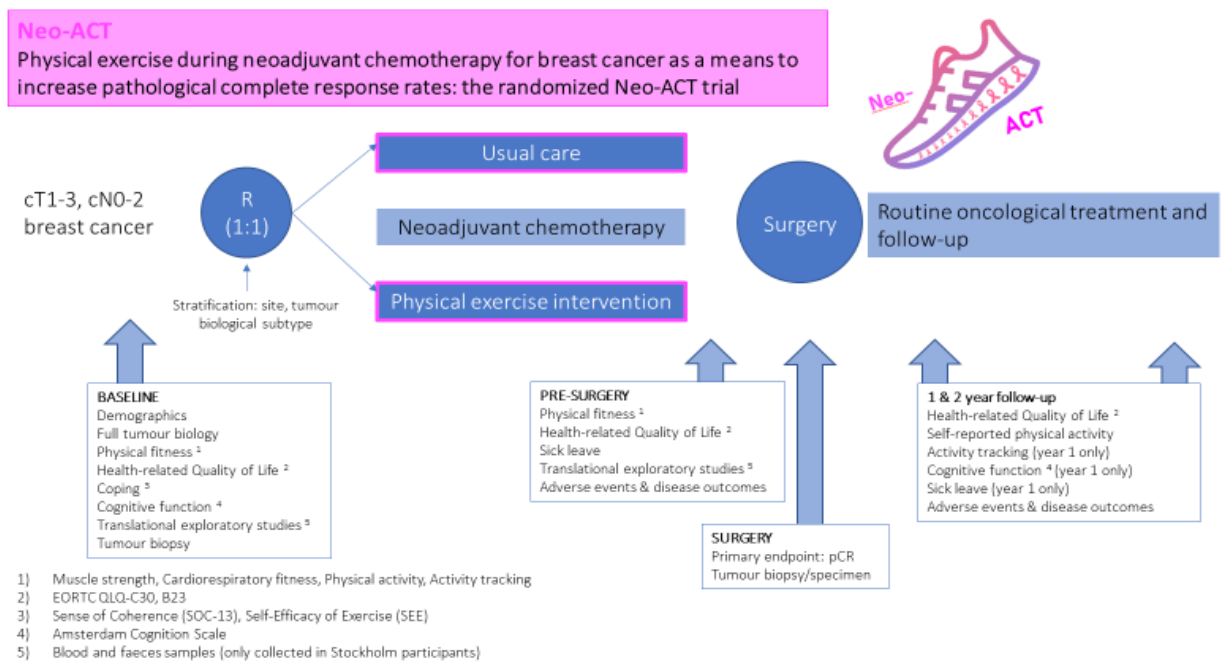 Neo-ACT
Physical exercise during neoadjuvant chemotherapy for breast cancer as a means to
increase pathological complete response rates: the randomized Neo-ACT trial
Neo-
ACT
cT1-3, cN0-2
breast cancer
R
(1:1)
Stratification: site, tumour
biological subtype
Usual care
Neoadjuvant chemotherapy
Physical exercise intervention
Surgery
Routine oncological treatment and
follow-up
BASELINE
Demographics
Full tumour biology
Physical fitness ¹
Health-related Quality of Life ²
Coping ³
Cognitive function ⁴
Translational exploratory studies ⁵
Tumour biopsy
PRE-SURGERY
Physical fitness ¹
Health-related Quality of Life ²
Sick leave
Translational exploratory studies ⁵
Adverse events & disease outcomes
SURGERY
Primary endpoint: pCR
Tumour biopsy/specimen
1 & 2 year follow-up
Health-related Quality of Life ²
Self-reported physical activity
Activity tracking (year 1 only)
Cognitive function ⁴ (year 1 only)
Sick leave (year 1 only)
Adverse events & disease outcomes
1) Muscle strength, Cardiorespiratory fitness, Physical activity, Activity tracking
2) EORTC QLQ-C30, B23
3) Sense of Coherence (SOC-13), Self-Efficacy of Exercise (SEE)
4) Amsterdam Cognition Scale
5) Blood and faeces samples (only collected in Stockholm participants)